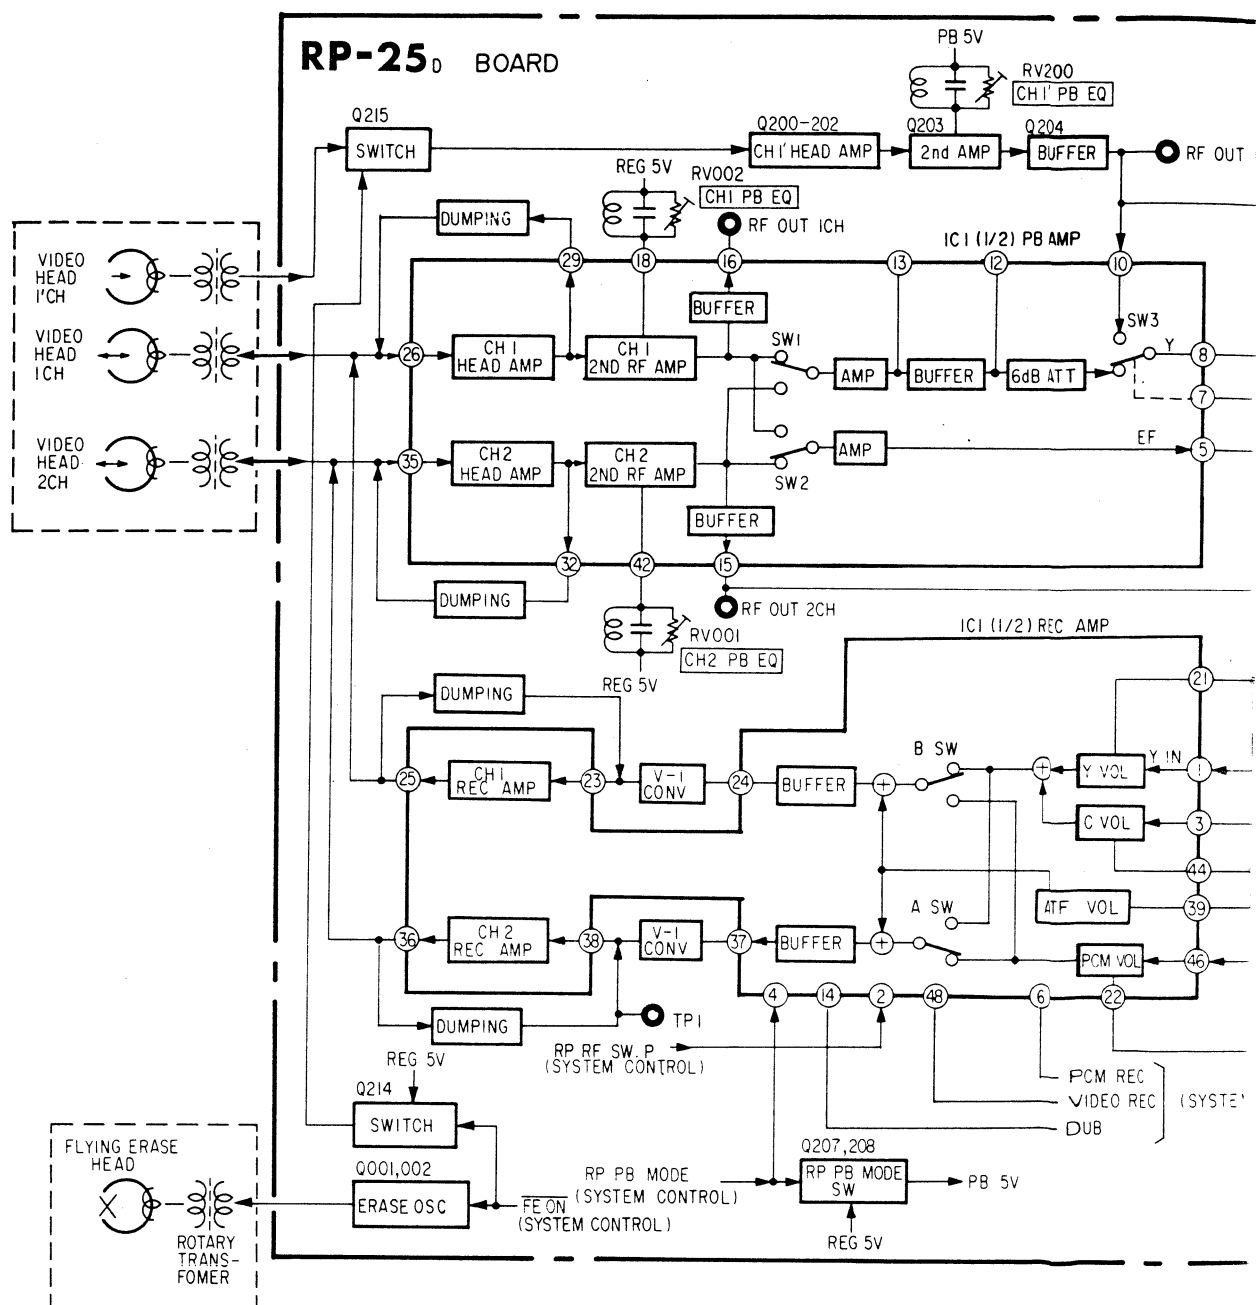 RP-25D BOARD
PB 5V
RV200
CH1' PB EQ
Q215
SWITCH
Q200-202
CH1' HEAD AMP
Q203
2nd AMP
Q204
BUFFER
RF OUT
REG 5V
RV002
CH1 PB EQ
RF OUT 1CH
DUMPING
IC1 (1/2) PB AMP
VIDEO
HEAD
1'CH
29
18
16
13
12
10
BUFFER
SW3
VIDEO
HEAD
1CH
26
CH 1
HEAD AMP
CH 1
2ND RF AMP
SW1
AMP
BUFFER
6dB ATT
Y
8
7
VIDEO
HEAD
2CH
35
CH2
HEAD AMP
CH2
2ND RF AMP
SW2
AMP
EF
5
BUFFER
32
42
15
DUMPING
RF OUT 2CH
RV001
CH2 PB EQ
REG 5V
IC1 (1/2) REC AMP
21
DUMPING
25
CH1
REC AMP
23
V-I
CONV
24
BUFFER
+
B SW
+
Y VOL
Y IN
1
C VOL
3
44
ATF VOL
39
36
CH2
REC AMP
38
V-I
CONV
37
BUFFER
+
A SW
PCM VOL
46
4
14
2
48
6
22
DUMPING
TP1
RP RF SW. P
(SYSTEM CONTROL)
REG 5V
Q214
SWITCH
PCM REC
VIDEO REC
DUB
(SYSTE
FLYING ERASE
HEAD
Q001,002
ERASE OSC
FE ON
(SYSTEM CONTROL)
RP PB MODE
(SYSTEM CONTROL)
Q207,208
RP PB MODE
SW
PB 5V
REG 5V
ROTARY
TRANS-
FOMER